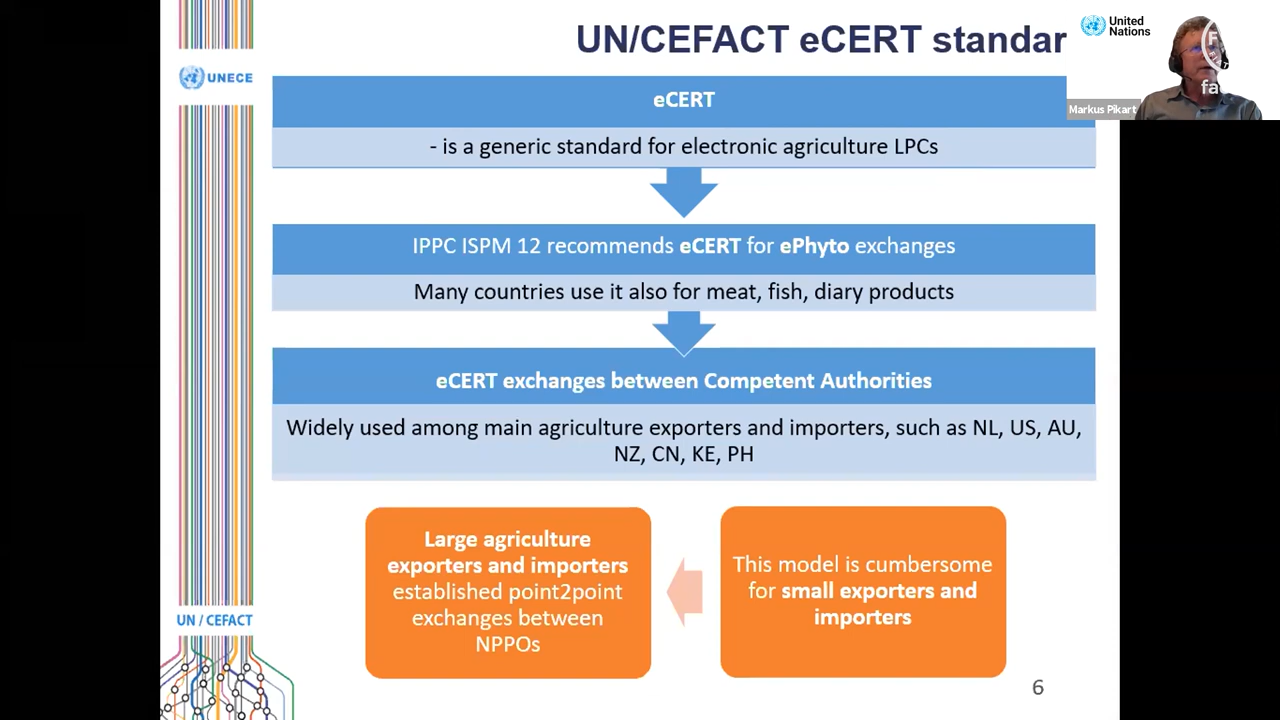 UN/CEFACT eCERT standar
United
Nations
UNECE
Markus Pikart
eCERT
- is a generic standard for electronic agriculture LPCs
IPPC ISPM 12 recommends eCERT for ePhyto exchanges
Many countries use it also for meat, fish, diary products
eCERT exchanges between Competent Authorities
Widely used among main agriculture exporters and importers, such as NL, US, AU,
NZ, CN, KE, PH
Large agriculture
exporters and importers
established point2point
exchanges between
NPPOs
This model is cumbersome
for small exporters and
importers
UN / CEFACT
6